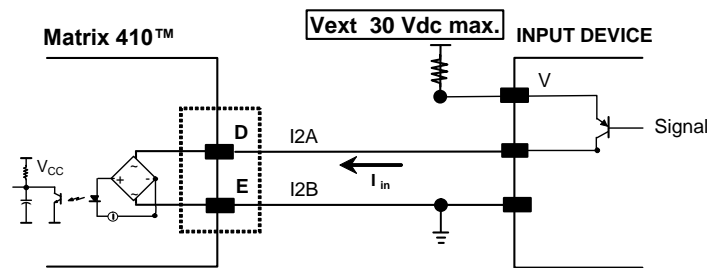 Vext 30 Vdc max.
Matrix 410™
INPUT DEVICE
V
D
I2A
Signal
VCC
I in
E
I2B
+
-
~
~
I